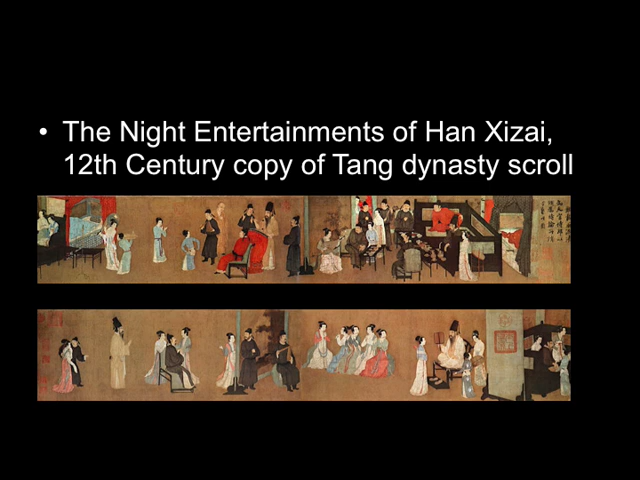 • The Night Entertainments of Han Xizai,
12th Century copy of Tang dynasty scroll